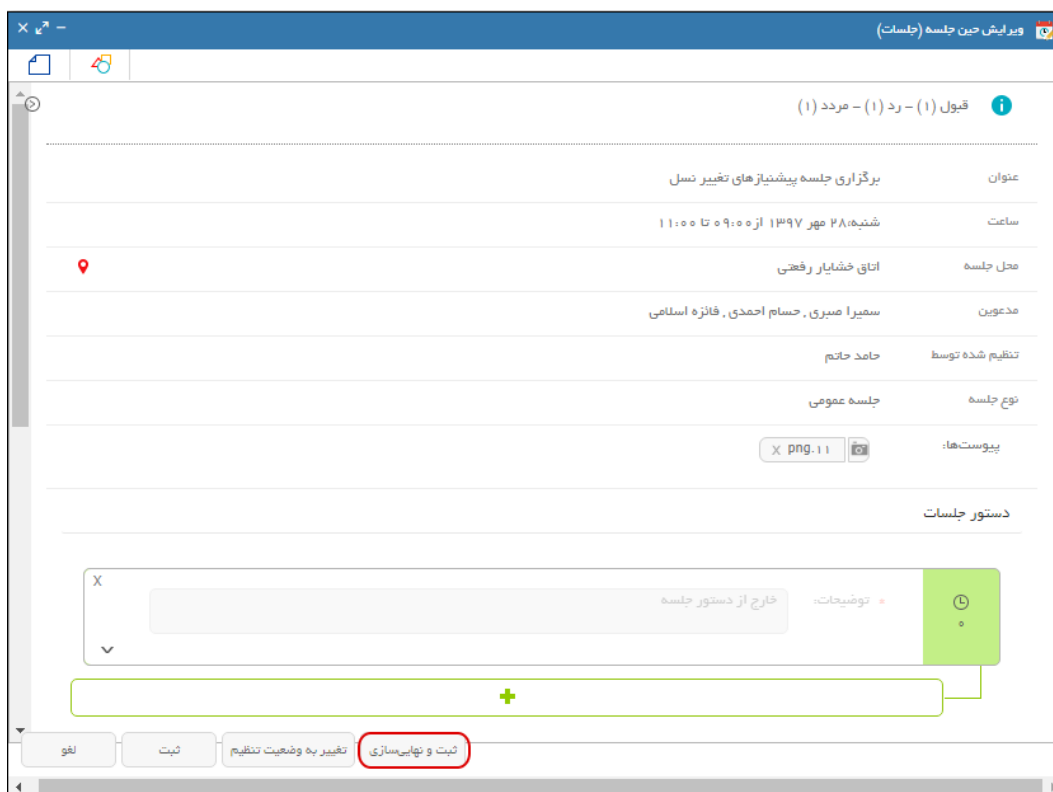 ویرایش حین جلسه (جلسات)
قبول (۱) - رد (۱) - مردد (۱)
عنوان برگزاری جلسه پیشنیازهای تغییر نسل
ساعت شنبه،۲۸ مهر ۱۳۹۷ از ۰۹:۰۰ تا ۱۱:۰۰
محل جلسه اتاق خشایار رفعتی
مدعوین سمیرا صبری , حسام احمدی , فائزه اسلامی
تنظیم شده توسط حامد حاتم
نوع جلسه جلسه عمومی
پیوست‌ها: png.۱۱ X
دستور جلسات
X
۰ * توضیحات: خارج از دستور جلسه
ثبت و نهایی‌سازی تغییر به وضعیت تنظیم ثبت لغو